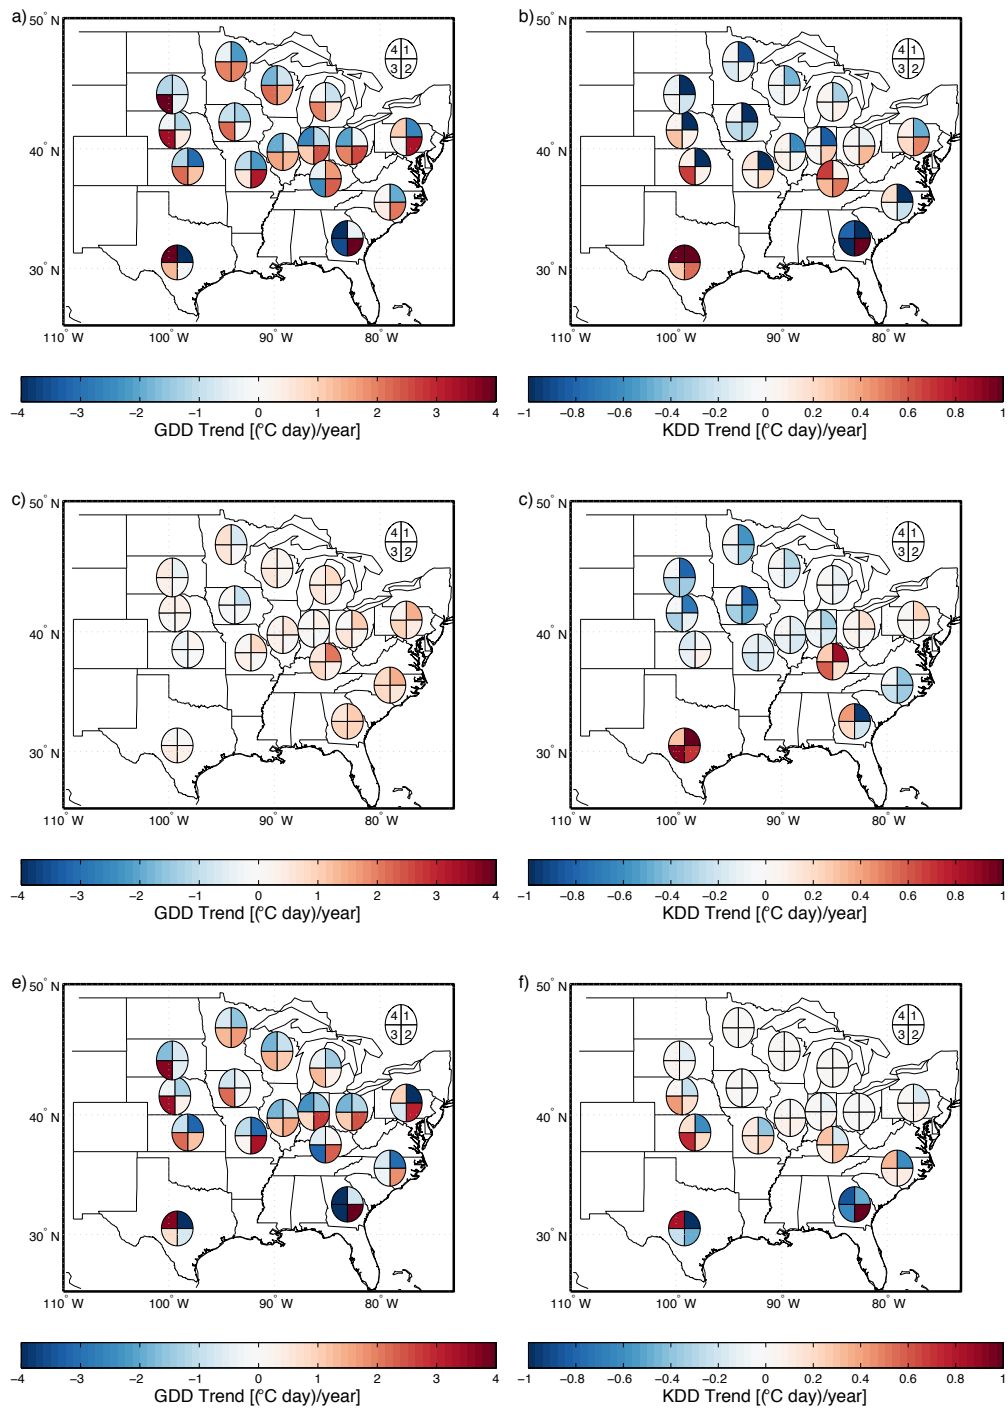 a)
50° N
40° N
30° N
110° W
100° W
90° W
80° W
4 1
3 2
−4 −3 −2 −1 0 1 2 3 4
GDD Trend [(°C day)/year]
b)
50° N
40° N
30° N
110° W
100° W
90° W
80° W
4 1
3 2
−1 −0.8 −0.6 −0.4 −0.2 0 0.2 0.4 0.6 0.8 1
KDD Trend [(°C day)/year]
c)
50° N
40° N
30° N
110° W
100° W
90° W
80° W
4 1
3 2
−4 −3 −2 −1 0 1 2 3 4
GDD Trend [(°C day)/year]
c)
50° N
40° N
30° N
110° W
100° W
90° W
80° W
4 1
3 2
−1 −0.8 −0.6 −0.4 −0.2 0 0.2 0.4 0.6 0.8 1
KDD Trend [(°C day)/year]
e)
50° N
40° N
30° N
110° W
100° W
90° W
80° W
4 1
3 2
−4 −3 −2 −1 0 1 2 3 4
GDD Trend [(°C day)/year]
f)
50° N
40° N
30° N
110° W
100° W
90° W
80° W
4 1
3 2
−1 −0.8 −0.6 −0.4 −0.2 0 0.2 0.4 0.6 0.8 1
KDD Trend [(°C day)/year]